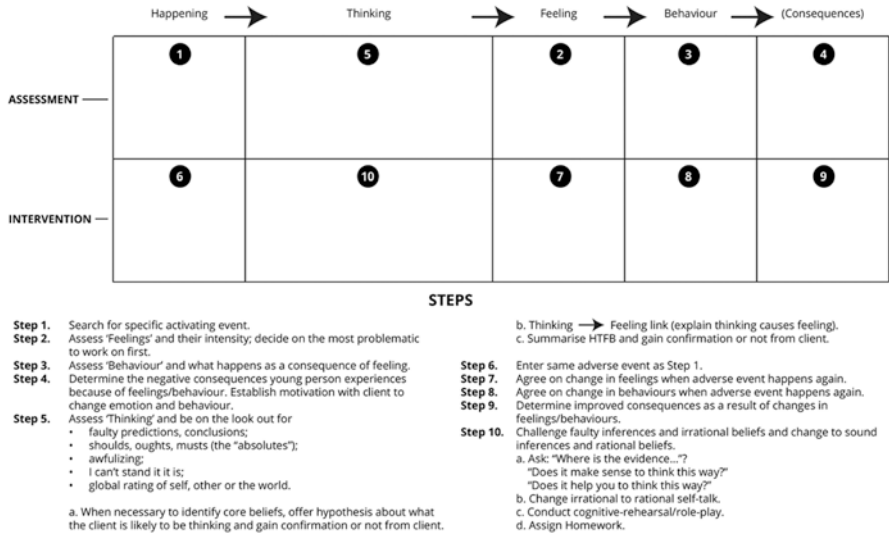 Happening Thinking Feeling Behaviour (Consequences)
1 5 2 3 4
ASSESSMENT
6 10 7 8 9
INTERVENTION
STEPS
Step 1. Search for specific activating event.
Step 2. Assess ‘Feelings’ and their intensity; decide on the most problematic
to work on first.
Step 3. Assess ‘Behaviour’ and what happens as a consequence of feeling.
Step 4. Determine the negative consequences young person experiences
because of feelings/behaviour. Establish motivation with client to
change emotion and behaviour.
Step 5. Assess ‘Thinking’ and be on the look out for
• faulty predictions, conclusions;
• shoulds, oughts, musts (the “absolutes”);
• awfulizing;
• I can’t stand it it is;
• global rating of self, other or the world.
a. When necessary to identify core beliefs, offer hypothesis about what
the client is likely to be thinking and gain confirmation or not from client.
b. Thinking → Feeling link (explain thinking causes feeling).
c. Summarise HTFB and gain confirmation or not from client.
Step 6. Enter same adverse event as Step 1.
Step 7. Agree on change in feelings when adverse event happens again.
Step 8. Agree on change in behaviours when adverse event happens again.
Step 9. Determine improved consequences as a result of changes in
feelings/behaviours.
Step 10. Challenge faulty inferences and irrational beliefs and change to sound
inferences and rational beliefs.
a. Ask: “Where is the evidence...”?
“Does it make sense to think this way?”
“Does it help you to think this way?”
b. Change irrational to rational self-talk.
c. Conduct cognitive-rehearsal/role-play.
d. Assign Homework.